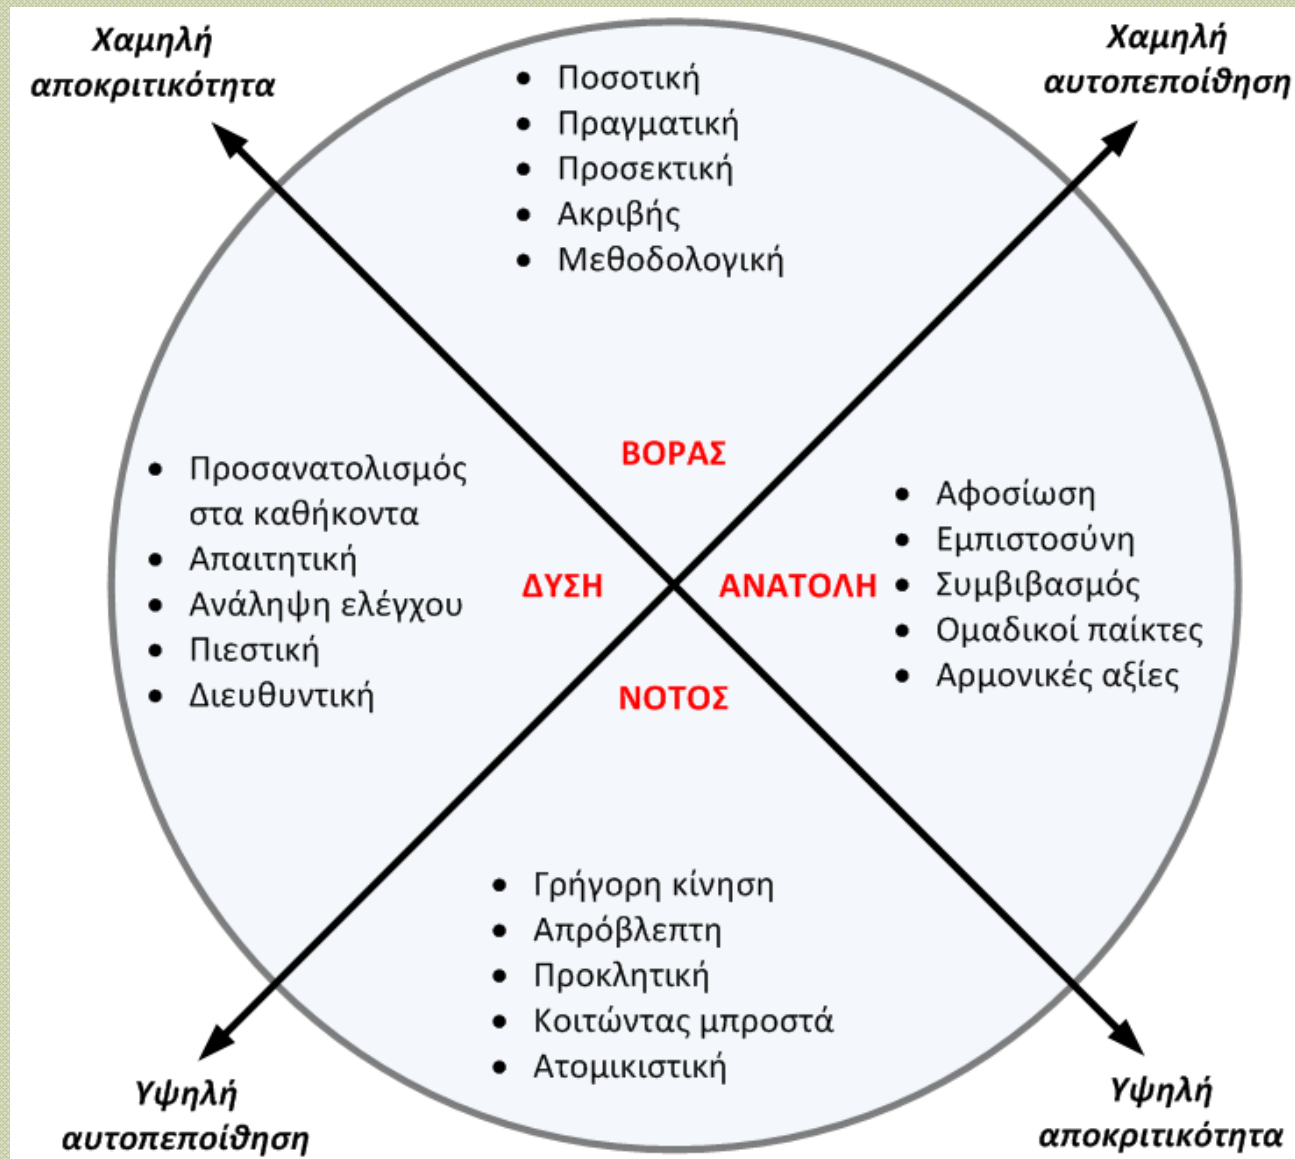 Χαμηλή
αποκριτικότητα
Χαμηλή
αυτοπεποίθηση
• Ποσοτική
• Πραγματική
• Προσεκτική
• Ακριβής
• Μεθοδολογική
ΒΟΡΑΣ
• Προσανατολισμός
στα καθήκοντα
• Απαιτητική
• Ανάληψη ελέγχου
• Πιεστική
• Διευθυντική
ΔΥΣΗ
ΑΝΑΤΟΛΗ
• Αφοσίωση
• Εμπιστοσύνη
• Συμβιβασμός
• Ομαδικοί παίκτες
• Αρμονικές αξίες
ΝΟΤΟΣ
• Γρήγορη κίνηση
• Απρόβλεπτη
• Προκλητική
• Κοιτώντας μπροστά
• Ατομικιστική
Υψηλή
αυτοπεποίθηση
Υψηλή
αποκριτικότητα